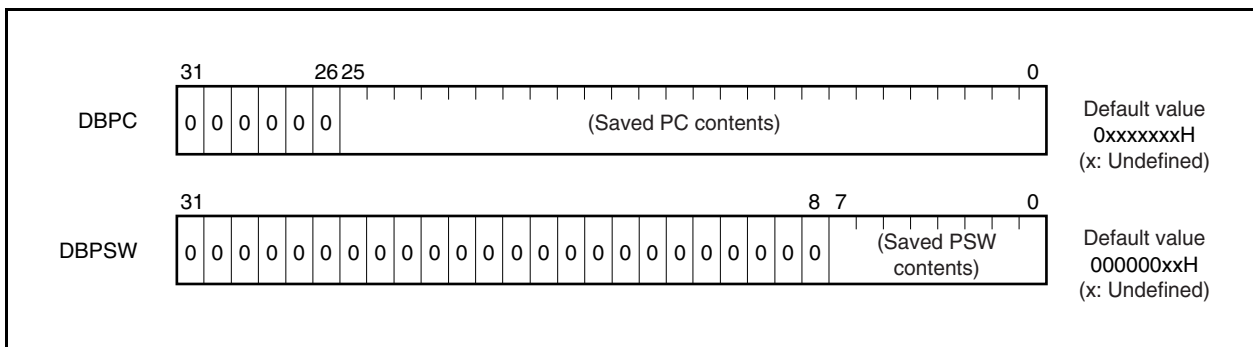 31 26 25 0
DBPC 0 0 0 0 0 0 (Saved PC contents)
Default value
0xxxxxxxH
(x: Undefined)
31 8 7 0
DBPSW 0 0 0 0 0 0 0 0 0 0 0 0 0 0 0 0 0 0 0 0 0 0 0 0 (Saved PSW
contents)
Default value
000000xxH
(x: Undefined)